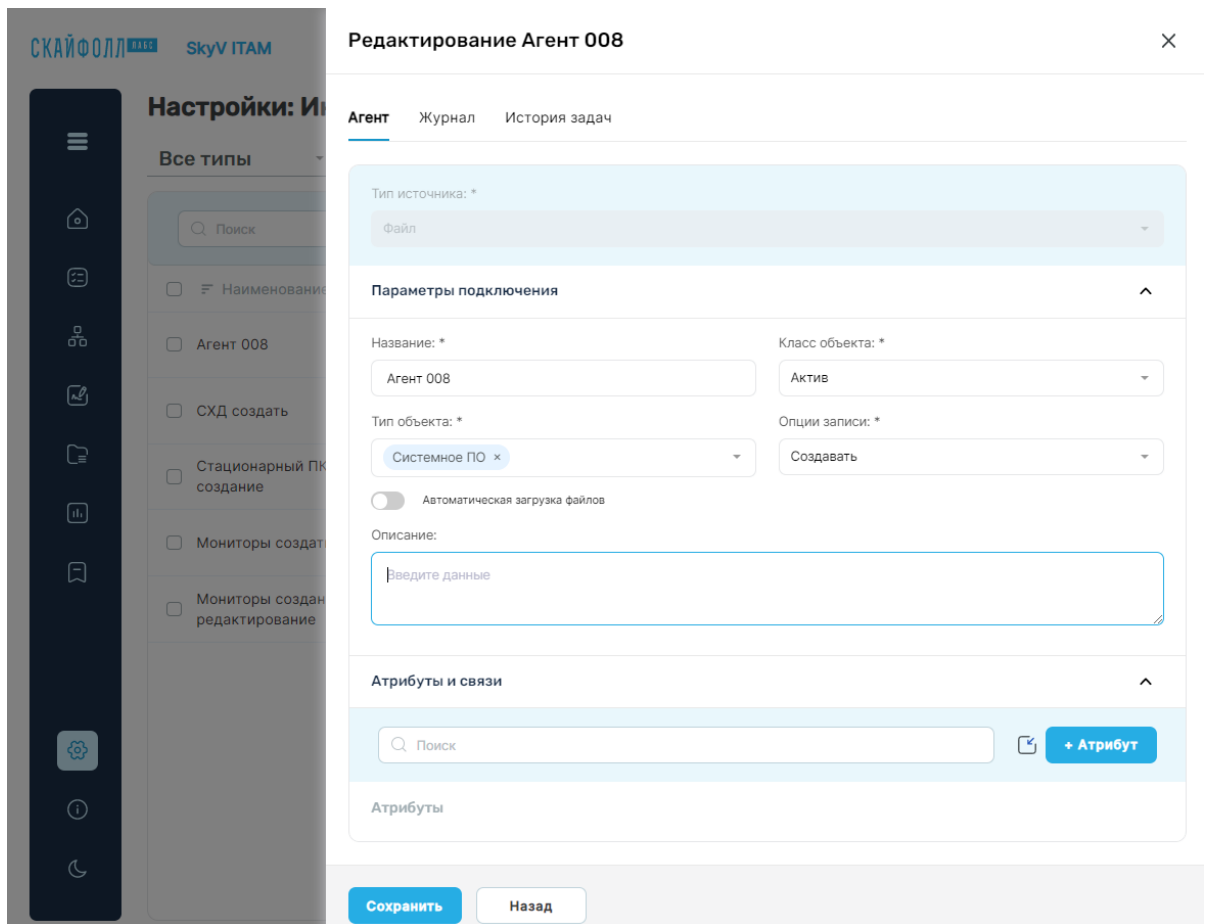 СКАЙФОЛЛ ЛАБС
SkyV ITAM
Настройки: Ин
Все типы
Поиск
Наименование
Агент 008
СХД создать
Стационарный ПК
создание
Мониторы создат
Мониторы создан
редактирование
Редактирование Агент 008
Агент Журнал История задач
Тип источника: *
Файл
Параметры подключения
Название: * Класс объекта: *
Агент 008 Актив
Тип объекта: * Опции записи: *
Системное ПО × Создавать
Автоматическая загрузка файлов
Описание:
Введите данные
Атрибуты и связи
Поиск + Атрибут
Атрибуты
Сохранить Назад